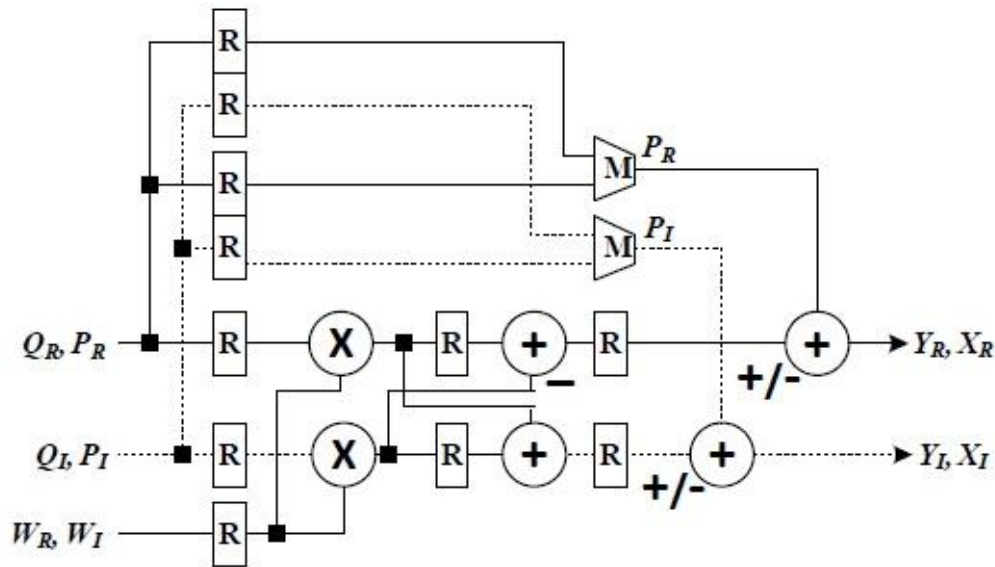 R
R
M P_R
R
M P_I
R
Q_R, P_R R X R + R + Y_R, X_R
− +/-
Q_I, P_I R X R + R + Y_I, X_I
+/-
W_R, W_I R